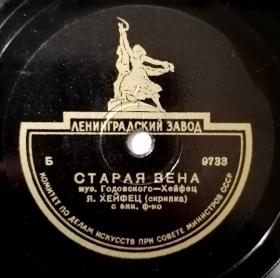 ЛЕНИНГРАДСКИЙ ЗАВОД
Б 9733
СТАРАЯ ВЕНА
муз. Годовского-Хейфец
Я. ХЕЙФЕЦ (скрипка)
с акк. ф-но
КОМИТЕТ ПО ДЕЛАМ ИСКУССТВ ПРИ СОВЕТЕ МИНИСТРОВ СССР